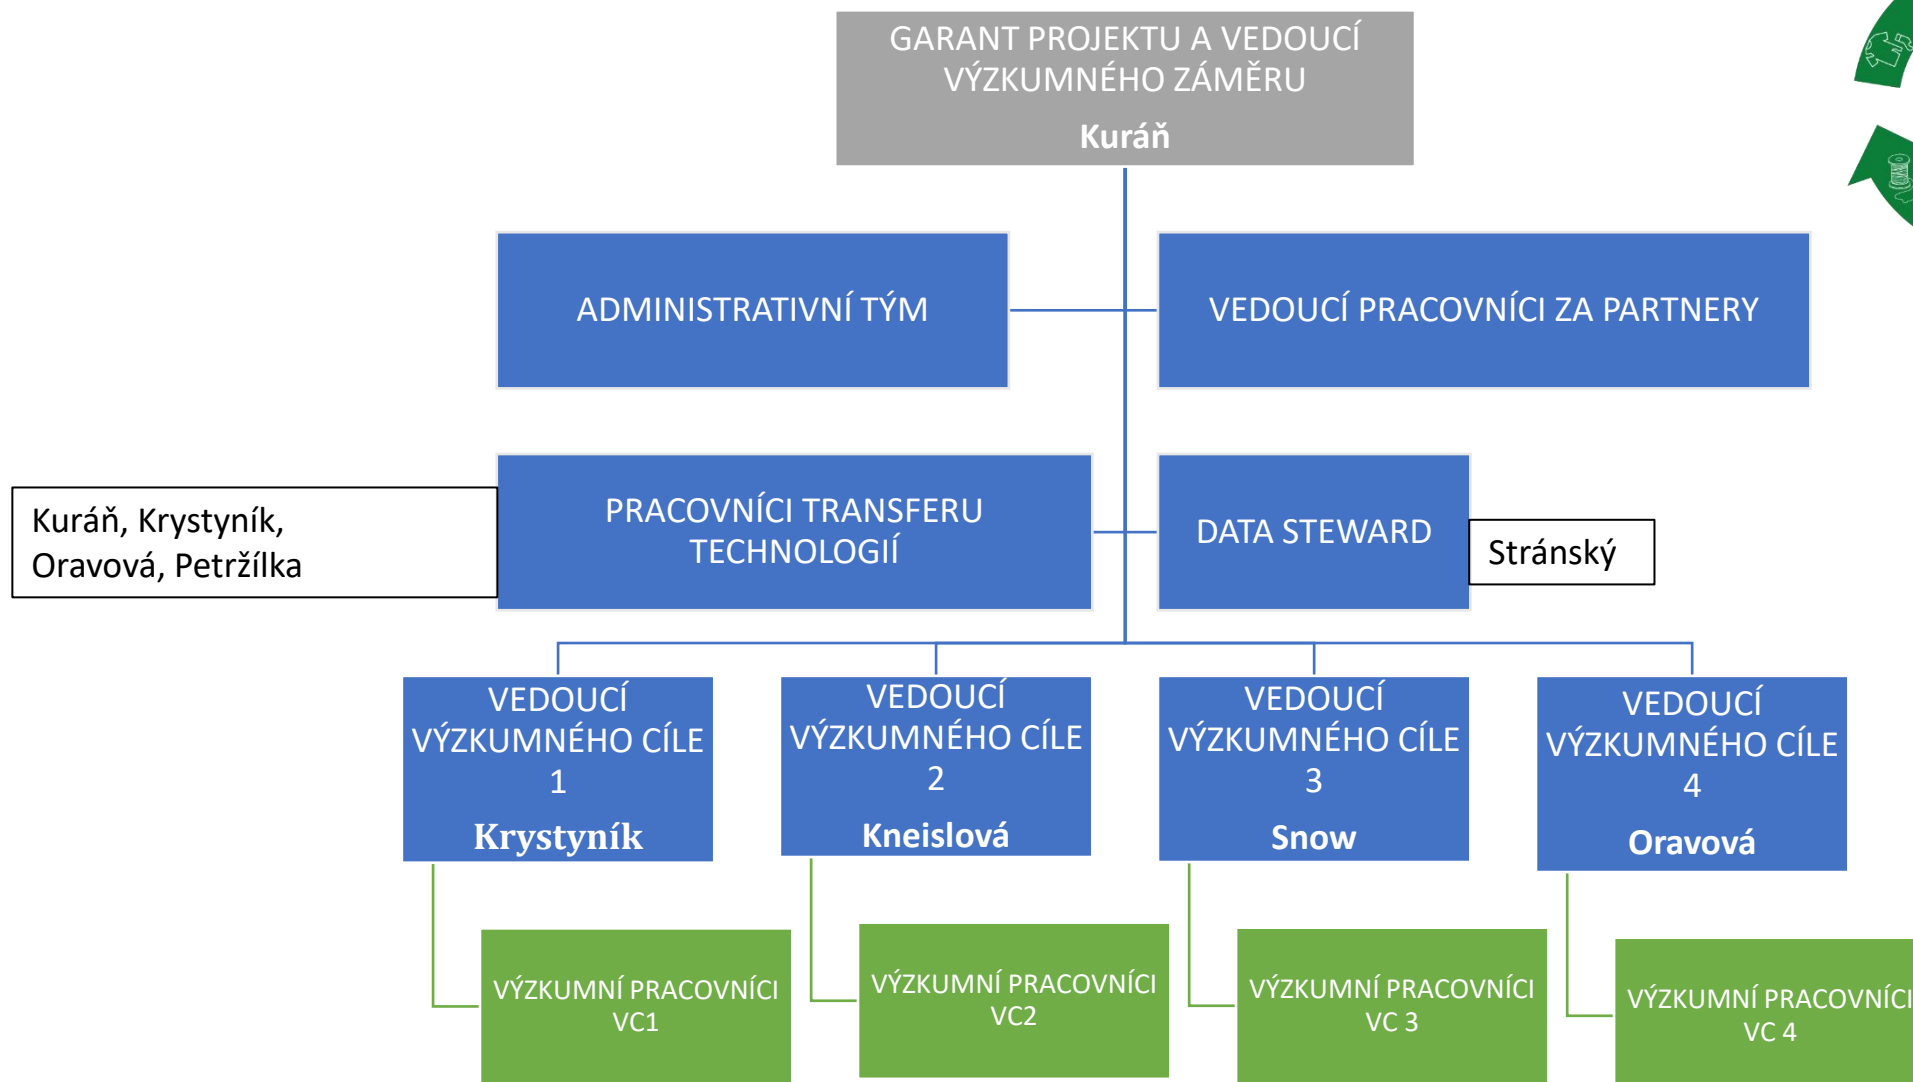 GARANT PROJEKTU A VEDOUCÍ
VÝZKUMNÉHO ZÁMĚRU
Kuráň
ADMINISTRATIVNÍ TÝM
VEDOUCÍ PRACOVNÍCI ZA PARTNERY
Kuráň, Krystyník,
Oravová, Petržílka
PRACOVNÍCI TRANSFERU
TECHNOLOGIÍ
DATA STEWARD
Stránský
VEDOUCÍ
VÝZKUMNÉHO CÍLE
1
Krystyník
VEDOUCÍ
VÝZKUMNÉHO CÍLE
2
Kneislová
VEDOUCÍ
VÝZKUMNÉHO CÍLE
3
Snow
VEDOUCÍ
VÝZKUMNÉHO CÍLE
4
Oravová
VÝZKUMNÍ PRACOVNÍCI
VC1
VÝZKUMNÍ PRACOVNÍCI
VC2
VÝZKUMNÍ PRACOVNÍCI
VC 3
VÝZKUMNÍ PRACOVNÍCI
VC 4